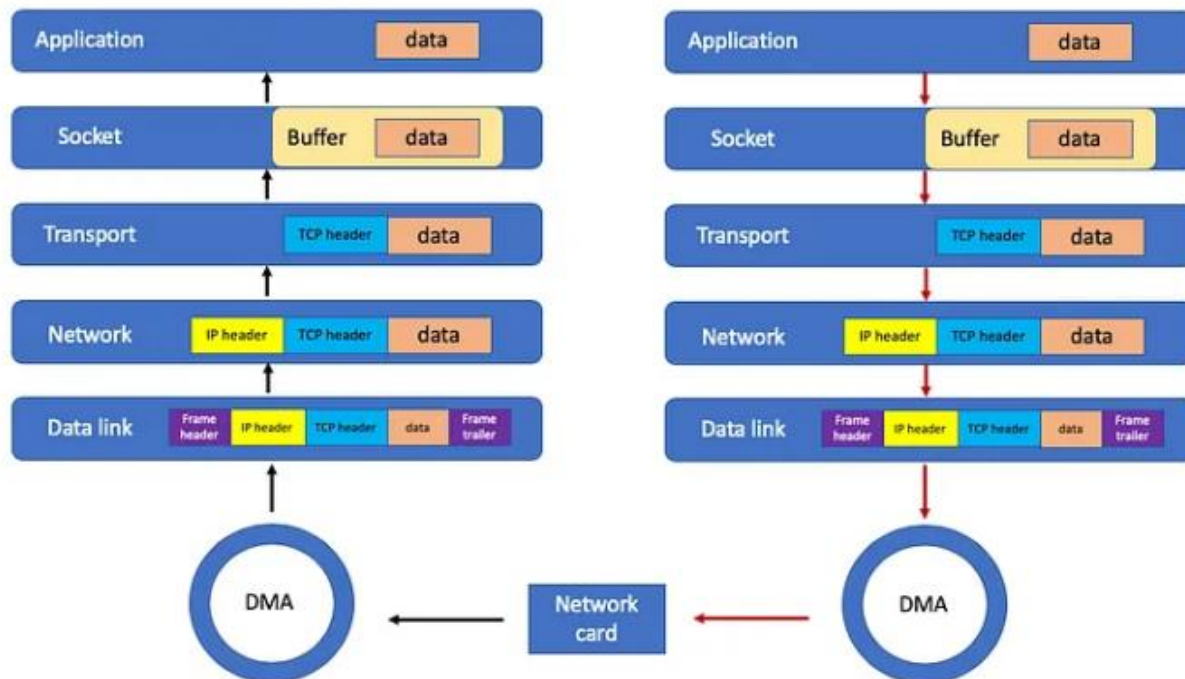 Application
data
Socket
Buffer
data
Transport
TCP header
data
Network
IP header
TCP header
data
Data link
Frame
header
IP header
TCP header
data
Frame
trailer
DMA
Network
card
Application
data
Socket
Buffer
data
Transport
TCP header
data
Network
IP header
TCP header
data
Data link
Frame
header
IP header
TCP header
data
Frame
trailer
DMA